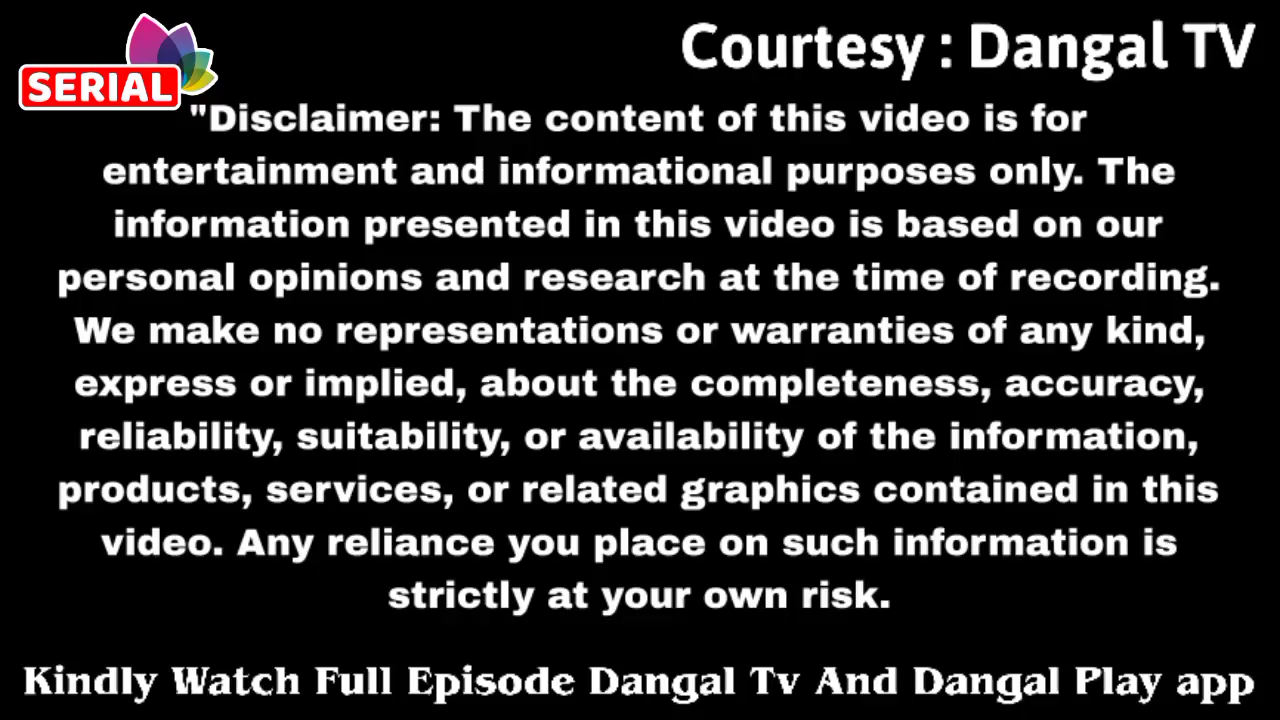 Courtesy : Dangal TV
SERIAL
"Disclaimer: The content of this video is for
entertainment and informational purposes only. The
information presented in this video is based on our
personal opinions and research at the time of recording.
We make no representations or warranties of any kind,
express or implied, about the completeness, accuracy,
reliability, suitability, or availability of the information,
products, services, or related graphics contained in this
video. Any reliance you place on such information is
strictly at your own risk.
Kindly Watch Full Episode Dangal Tv And Dangal Play app